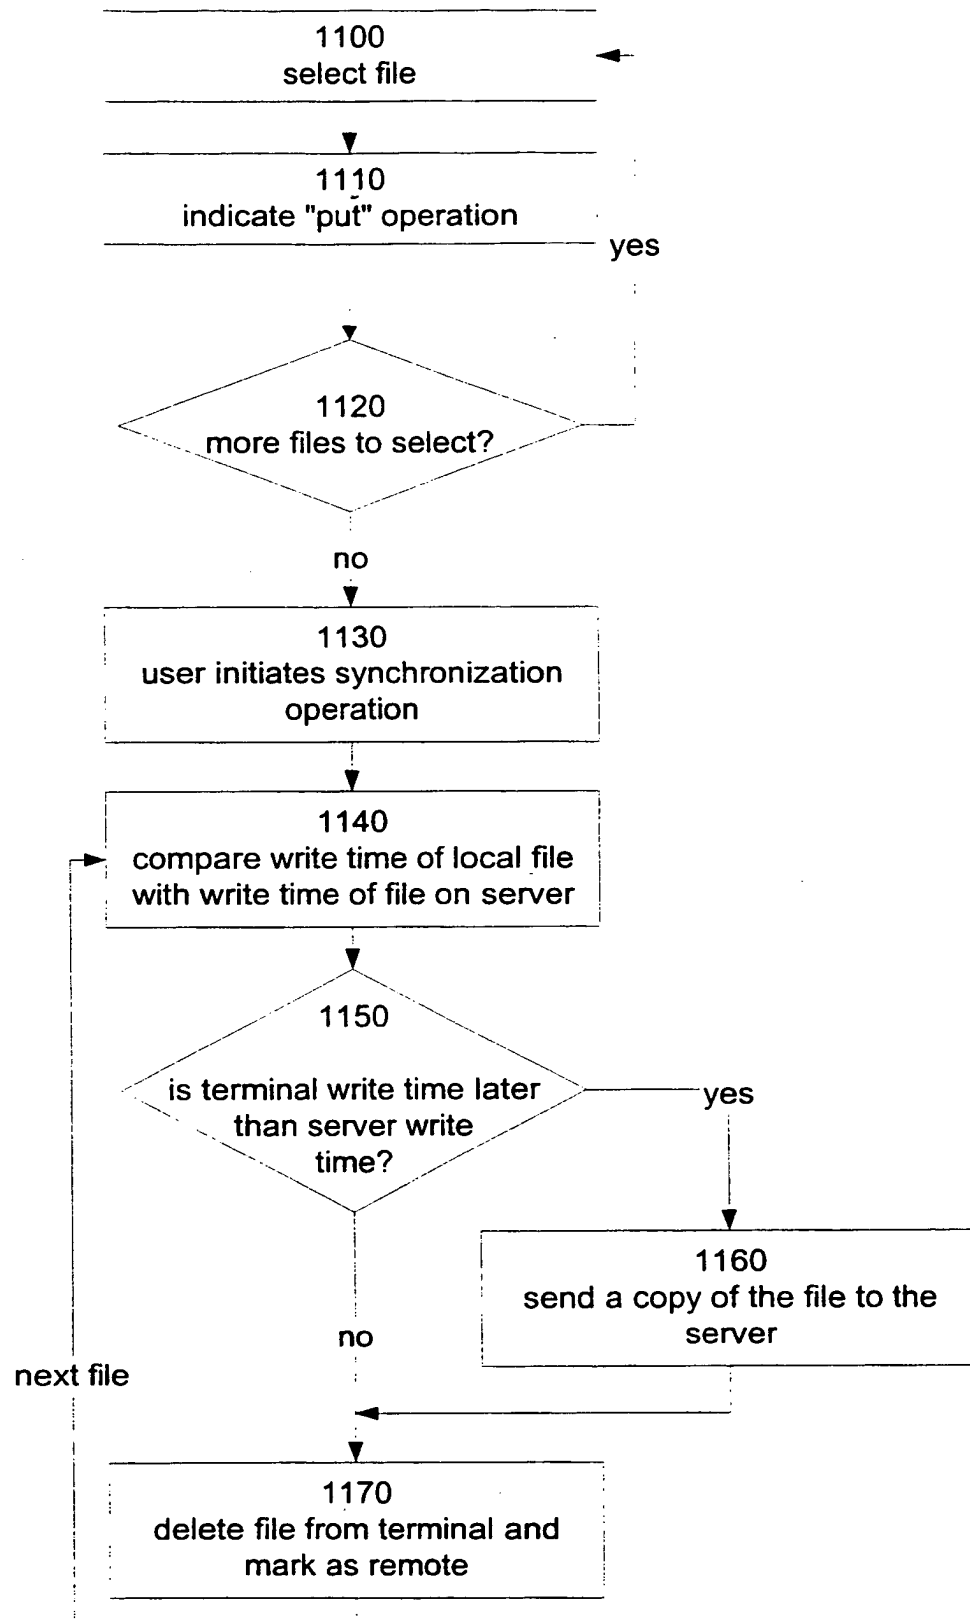 1100
select file
1110
indicate "put" operation
yes
1120
more files to select?
no
1130
user initiates synchronization
operation
1140
compare write time of local file
with write time of file on server
1150
is terminal write time later
than server write
time?
yes
1160
send a copy of the file to the
server
no
next file
1170
delete file from terminal and
mark as remote